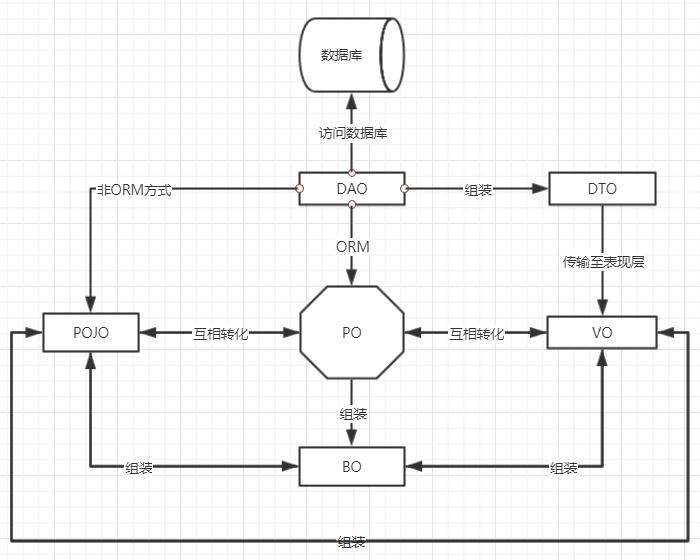 数据库
访问数据库
非ORM方式
DAO
组装
DTO
ORM
传输至表现层
POJO
互相转化
PO
互相转化
VO
组装
组装
BO
组装
组装